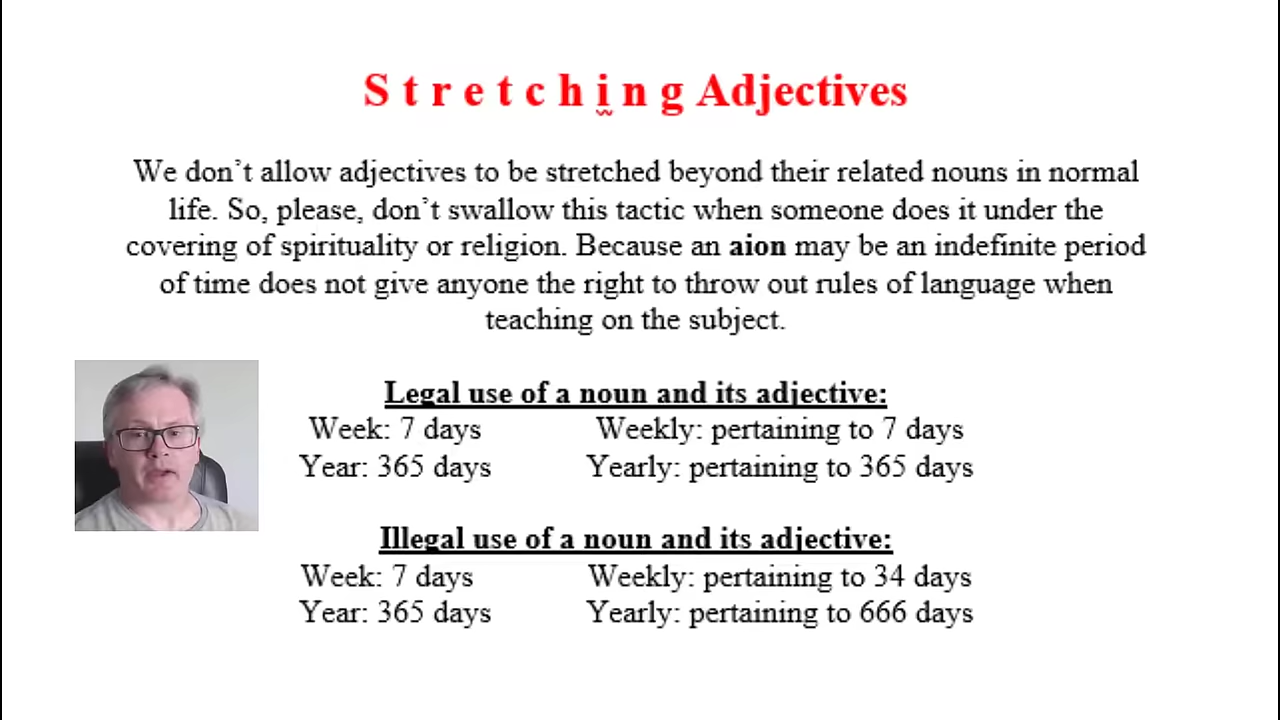 S t r e t c h i n g Adjectives
We don’t allow adjectives to be stretched beyond their related nouns in normal
life. So, please, don’t swallow this tactic when someone does it under the
covering of spirituality or religion. Because an aion may be an indefinite period
of time does not give anyone the right to throw out rules of language when
teaching on the subject.
Legal use of a noun and its adjective:
Week: 7 days Weekly: pertaining to 7 days
Year: 365 days Yearly: pertaining to 365 days
Illegal use of a noun and its adjective:
Week: 7 days Weekly: pertaining to 34 days
Year: 365 days Yearly: pertaining to 666 days